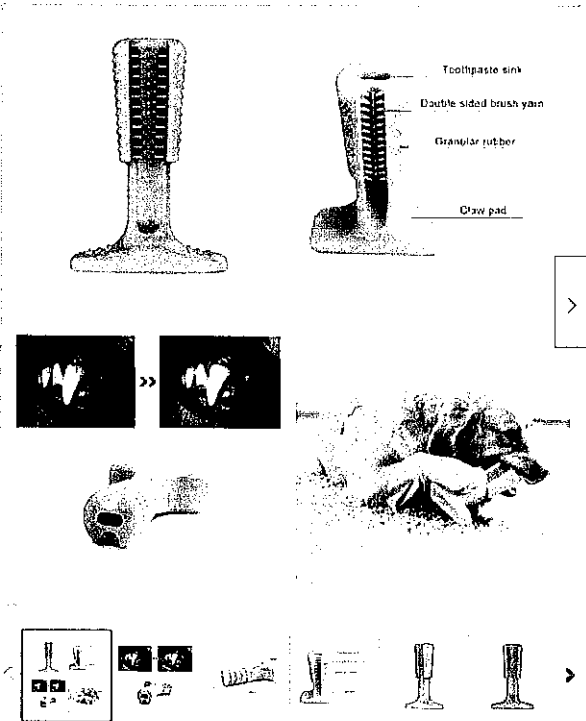 Toothpaste sink
Double sided brush yarn
Granular rubber
Claw pad